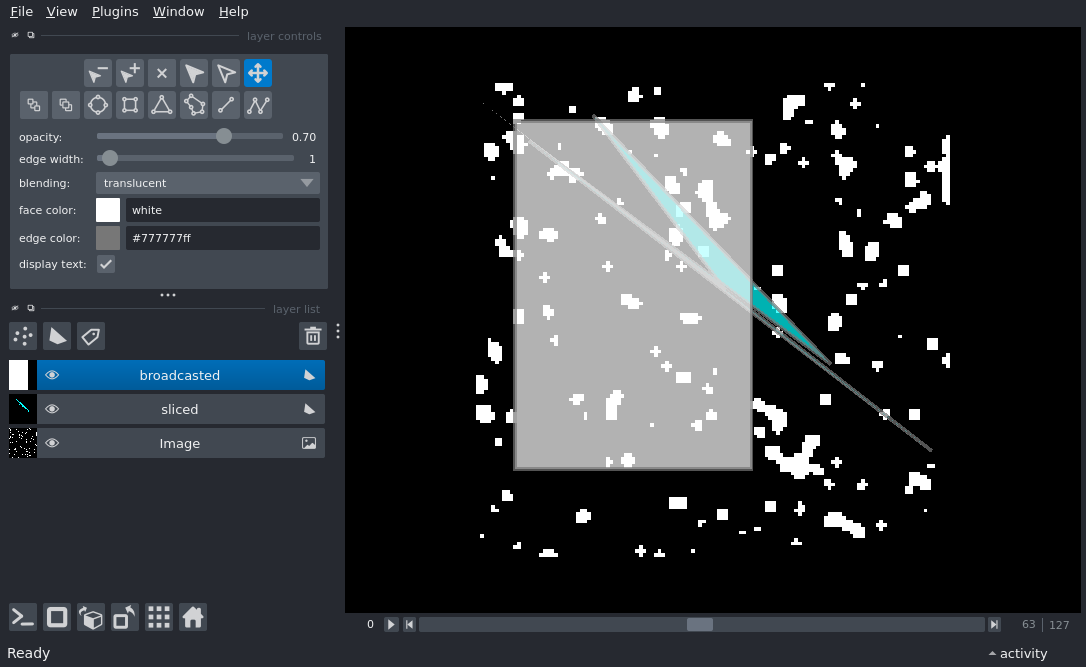 File View Plugins Window Help
layer controls
opacity: 0.70
edge width: 1
blending: translucent
face color: white
edge color: #777777ff
display text:
layer list
broadcasted
sliced
Image
0 63 127
Ready activity